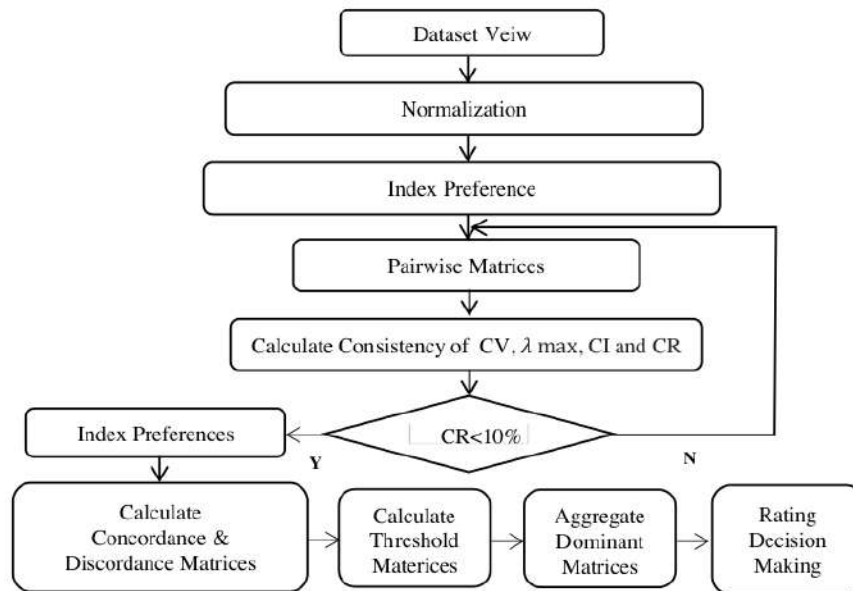 Dataset Veiw
Normalization
Index Preference
Pairwise Matrices
Calculate Consistency of CV, λ max, CI and CR
CR<10%
Index Preferences
Y
N
Calculate
Concordance &
Discordance Matrices
Calculate
Threshold
Materices
Aggregate
Dominant
Matrices
Rating
Decision
Making